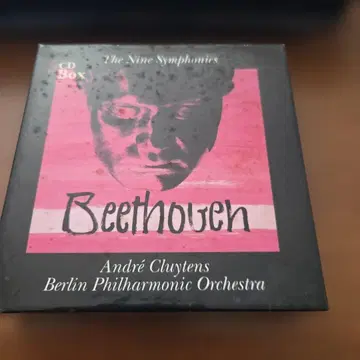 The Nine Symphonies
CD
Box
Beethoven
André Cluytens
Berlin Philharmonic Orchestra